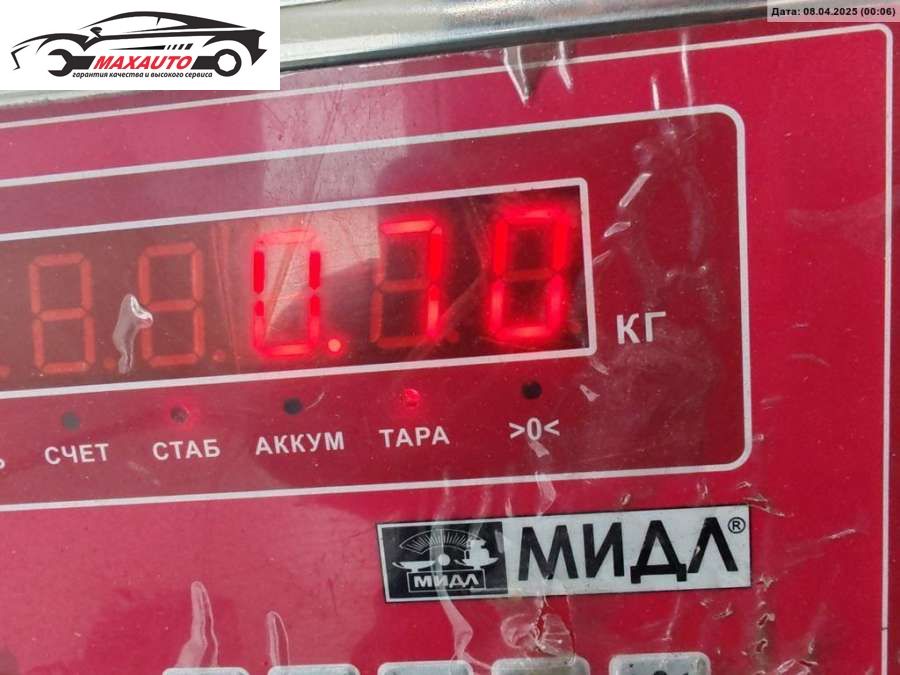 MAXAUTO
гарантия качества и высокого сервиса
Дата: 08.04.2025 (00:06)
0.70
КГ
СЧЕТ СТАБ АККУМ ТАРА >0<
МИДЛ МИДЛ®